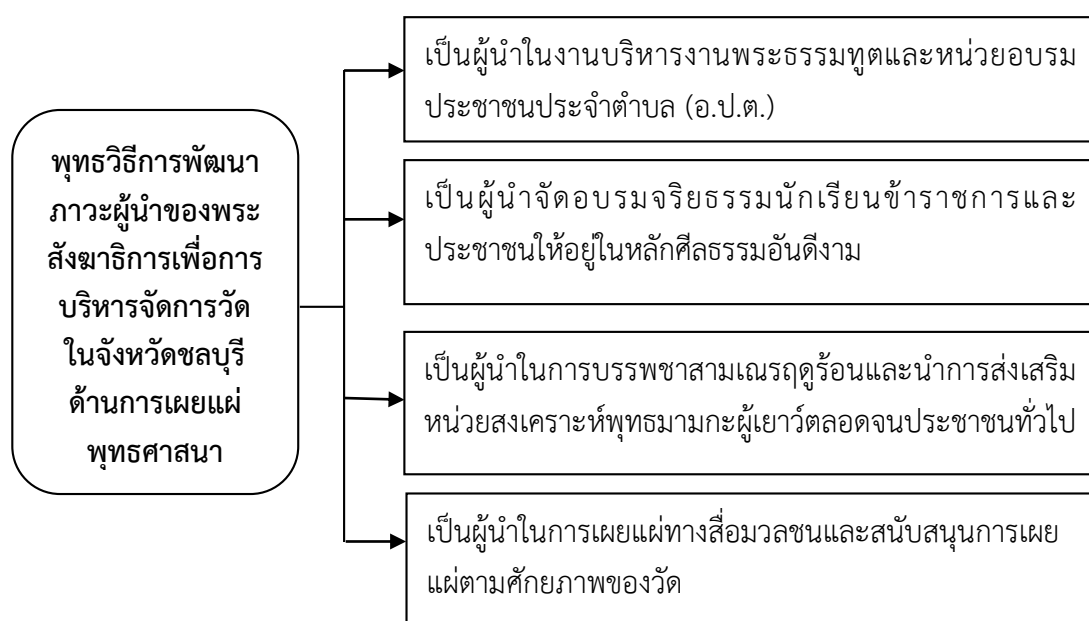 พุทธวิธีการพัฒนา
ภาวะผู้นำของพระ
สังฆาธิการเพื่อการ
บริหารจัดการวัด
ในจังหวัดชลบุรี
ด้านการเผยแผ่
พุทธศาสนา
เป็นผู้นำในงานบริหารงานพระธรรมทูตและหน่วยอบรม
ประชาชนประจำตำบล (อ.ป.ต.)
เป็นผู้นำจัดอบรมจริยธรรมนักเรียนข้าราชการและ
ประชาชนให้อยู่ในหลักศีลธรรมอันดีงาม
เป็นผู้นำในการบรรพชาสามเณรฤดูร้อนและนำการส่งเสริม
หน่วยสงเคราะห์พุทธมามกะผู้เยาว์ตลอดจนประชาชนทั่วไป
เป็นผู้นำในการเผยแผ่ทางสื่อมวลชนและสนับสนุนการเผย
แผ่ตามศักยภาพของวัด